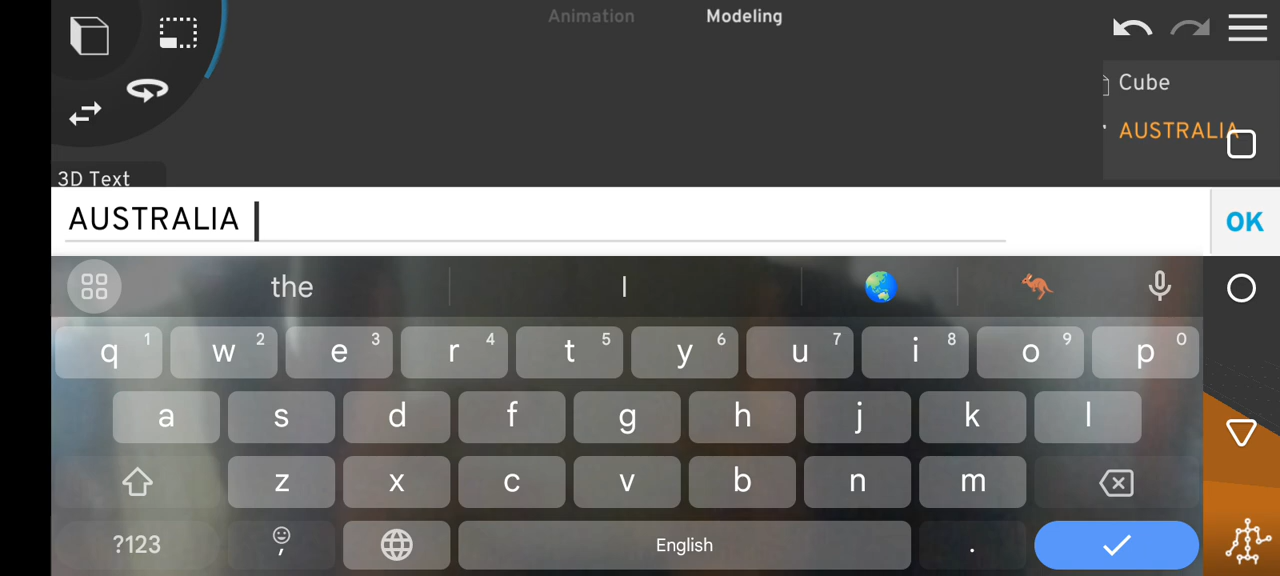 Animation Modeling
Cube
AUSTRALIA
3D Text
AUSTRALIA
OK
the I
q 1 w 2 e 3 r 4 t 5 y 6 u 7 i 8 o 9 p 0
a s d f g h j k l
z x c v b n m
?123 , English .